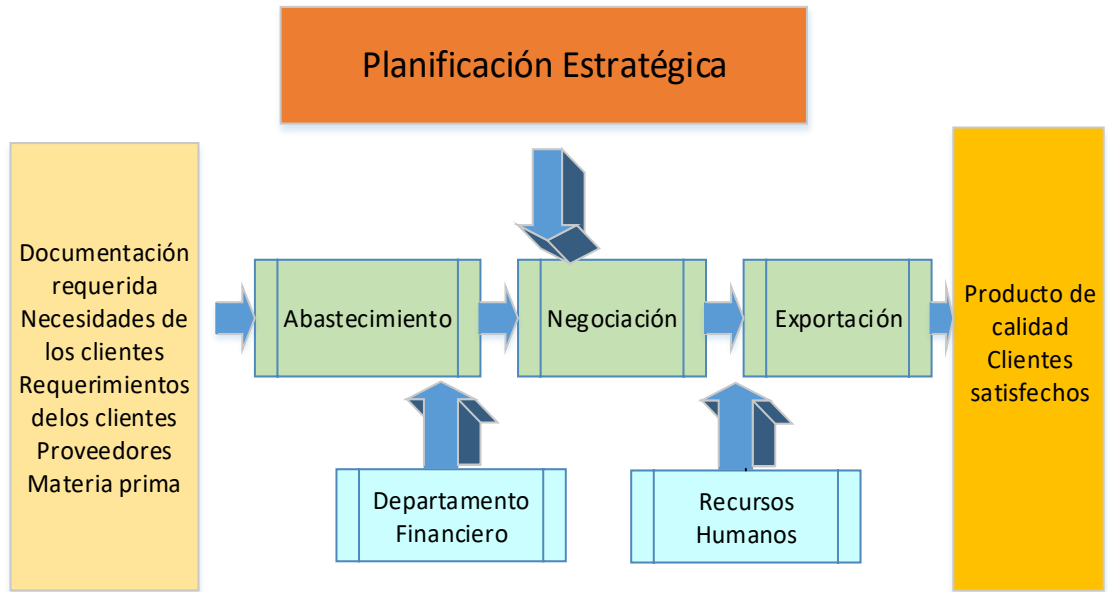 Planificación Estratégica
Documentación
requerida
Necesidades de
los clientes
Requerimientos
delos clientes
Proveedores
Materia prima
Abastecimiento
Negociación
Exportación
Producto de
calidad
Clientes
satisfechos
Departamento
Financiero
Recursos
Humanos